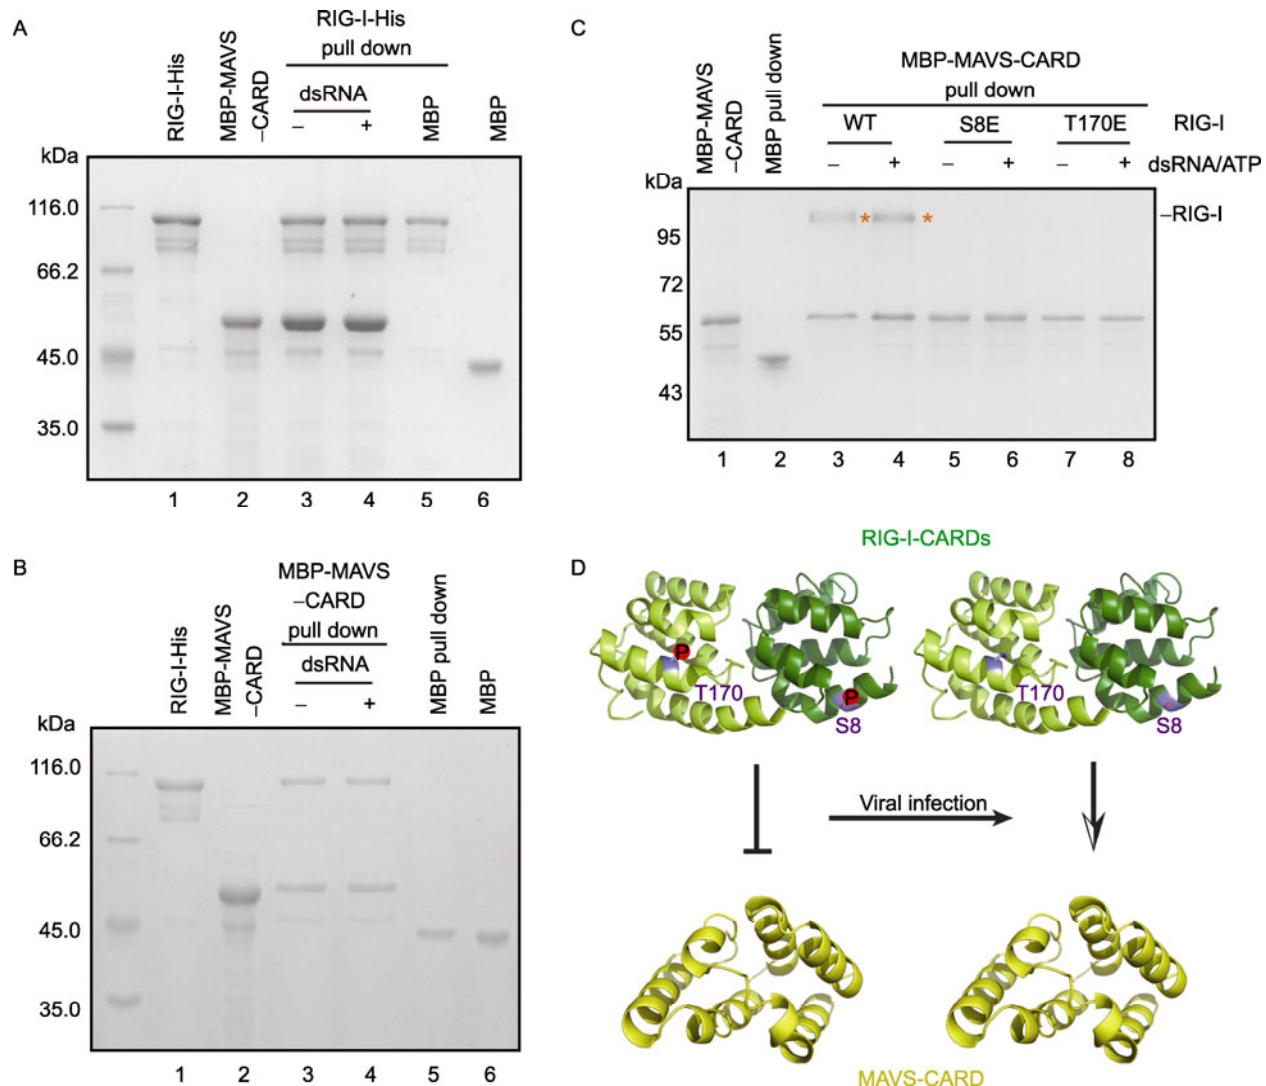 A
RIG-I-His
pull down
dsRNA
RIG-I-His
MBP-MAVS
–CARD
– +
MBP
MBP
kDa
116.0
66.2
45.0
35.0
1 2 3 4 5 6
B
MBP-MAVS
–CARD
pull down
dsRNA
RIG-I-His
MBP-MAVS
–CARD
– +
MBP pull down
MBP
kDa
116.0
66.2
45.0
35.0
1 2 3 4 5 6
C
MBP-MAVS-CARD
pull down
MBP-MAVS
–CARD
MBP pull down
WT S8E T170E RIG-I
– + – + – + dsRNA/ATP
kDa
* * –RIG-I
95
72
55
43
1 2 3 4 5 6 7 8
D
RIG-I-CARDs
P
T170
P
S8
T170
S8
Viral infection
MAVS-CARD